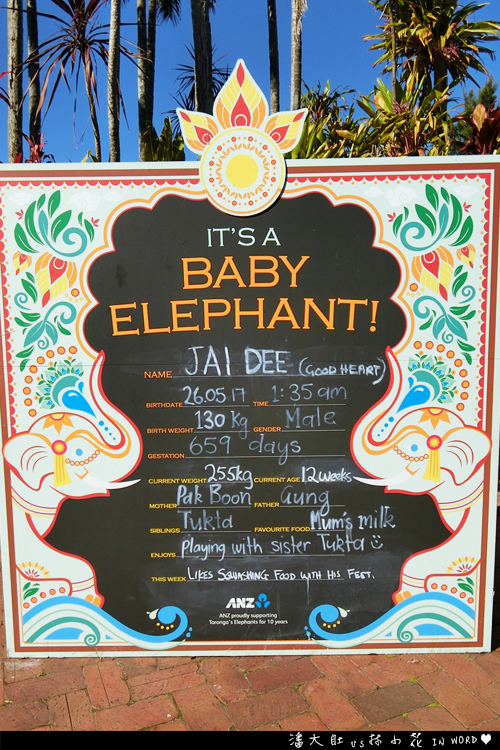 IT'S A
BABY
ELEPHANT!
NAME JAI DEE (GOOD HEART)
BIRTHDATE 26.05.17 TIME 1:35am
BIRTH WEIGHT 130 kg GENDER Male
GESTATION 659 days
CURRENT WEIGHT 255kg CURRENT AGE 12 weeks
MOTHER Pak Boon FATHER Gung
SIBLINGS Tukta FAVOURITE FOOD Mum's milk
ENJOYS Playing with sister Tukta
THIS WEEK LIKES SQUASHING FOOD WITH HIS FEET.
ANZ
ANZ proudly supporting
Taronga's Elephants for 10 years
潘大肚 vs 林小花 IN WORD